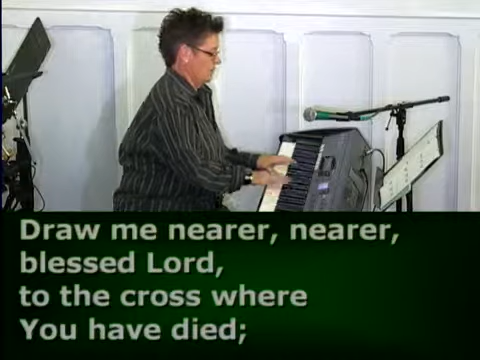 Draw me nearer, nearer,
blessed Lord,
to the cross where
You have died;